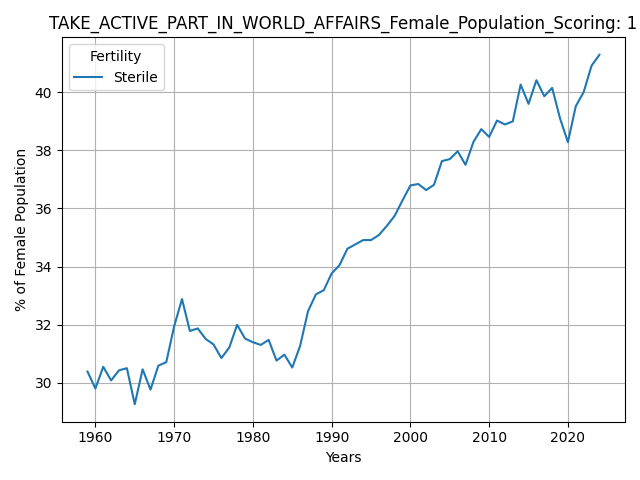 TAKE_ACTIVE_PART_IN_WORLD_AFFAIRS_Female_Population_Scoring: 1
Fertility
Sterile
% of Female Population
40
38
36
34
32
30
1960 1970 1980 1990 2000 2010 2020
Years